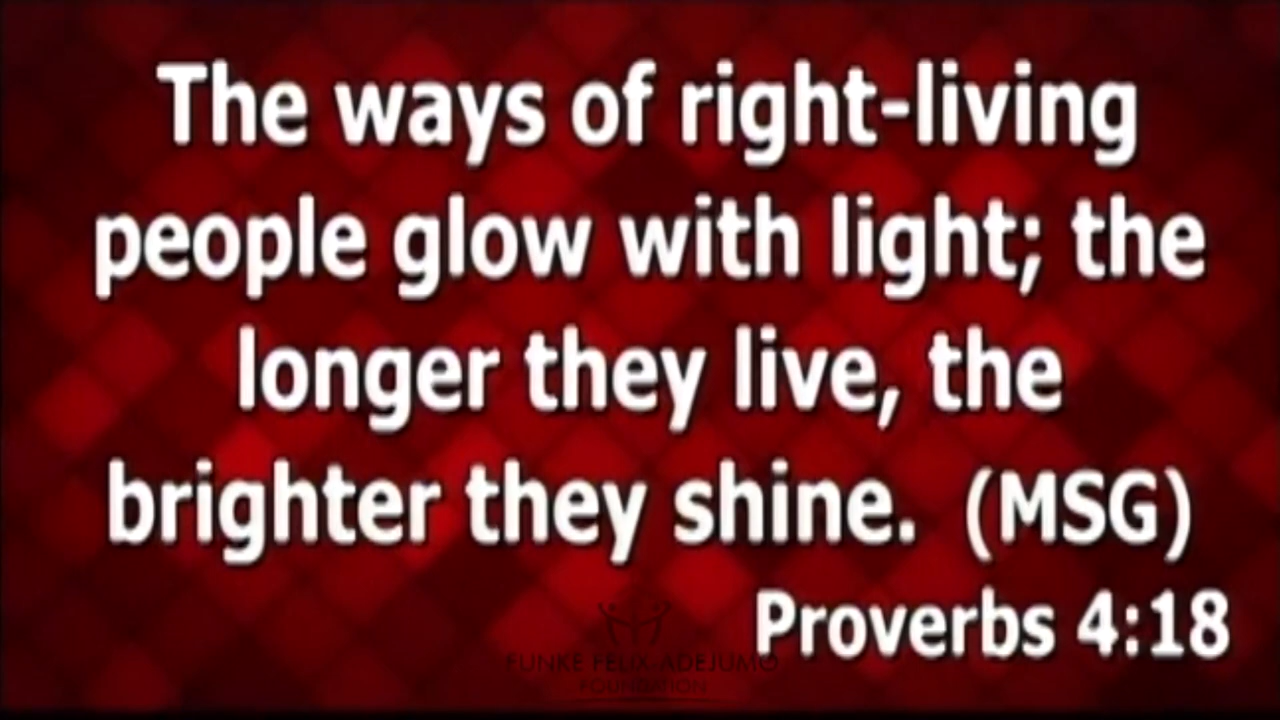 The ways of right-living
people glow with light; the
longer they live, the
brighter they shine. (MSG)
Proverbs 4:18
FUNKE FELIX-ADEJUMO
FOUNDATION